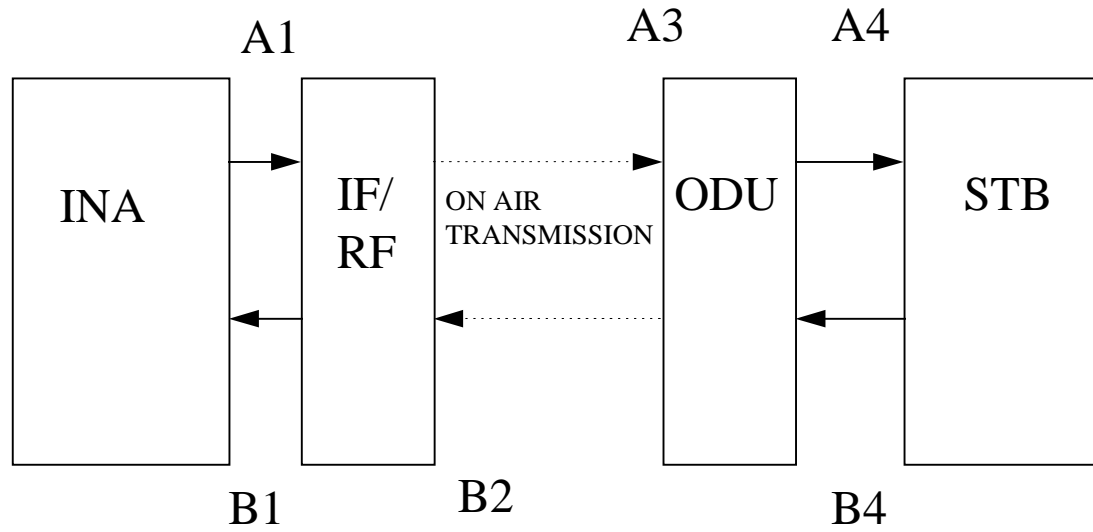 A1
A3
A4
INA
IF/
RF
ON AIR
TRANSMISSION
ODU
STB
B1
B2
B4